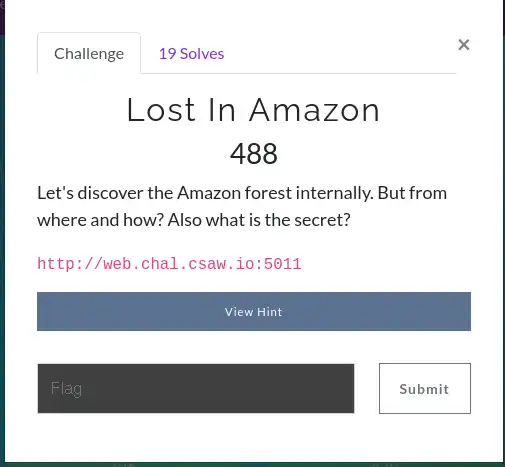 Challenge
19 Solves
×
Lost In Amazon
488
Let's discover the Amazon forest internally. But from
where and how? Also what is the secret?
http://web.chal.csaw.io:5011
View Hint
Flag
Submit